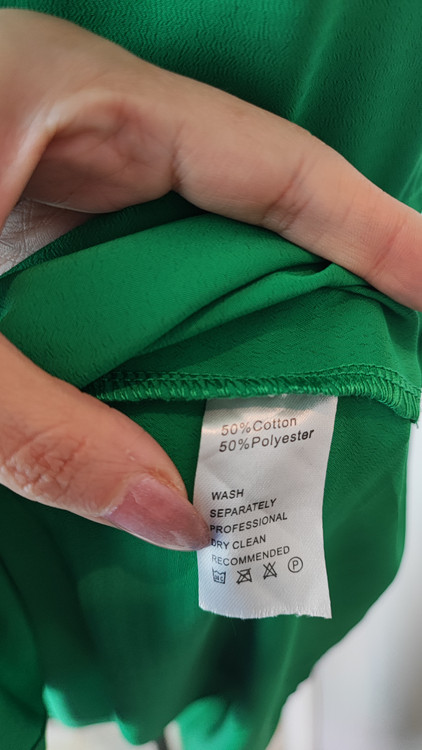 50%Cotton
50%Polyester
WASH
SEPARATELY
PROFESSIONAL
DRY CLEAN
RECOMMENDED
P